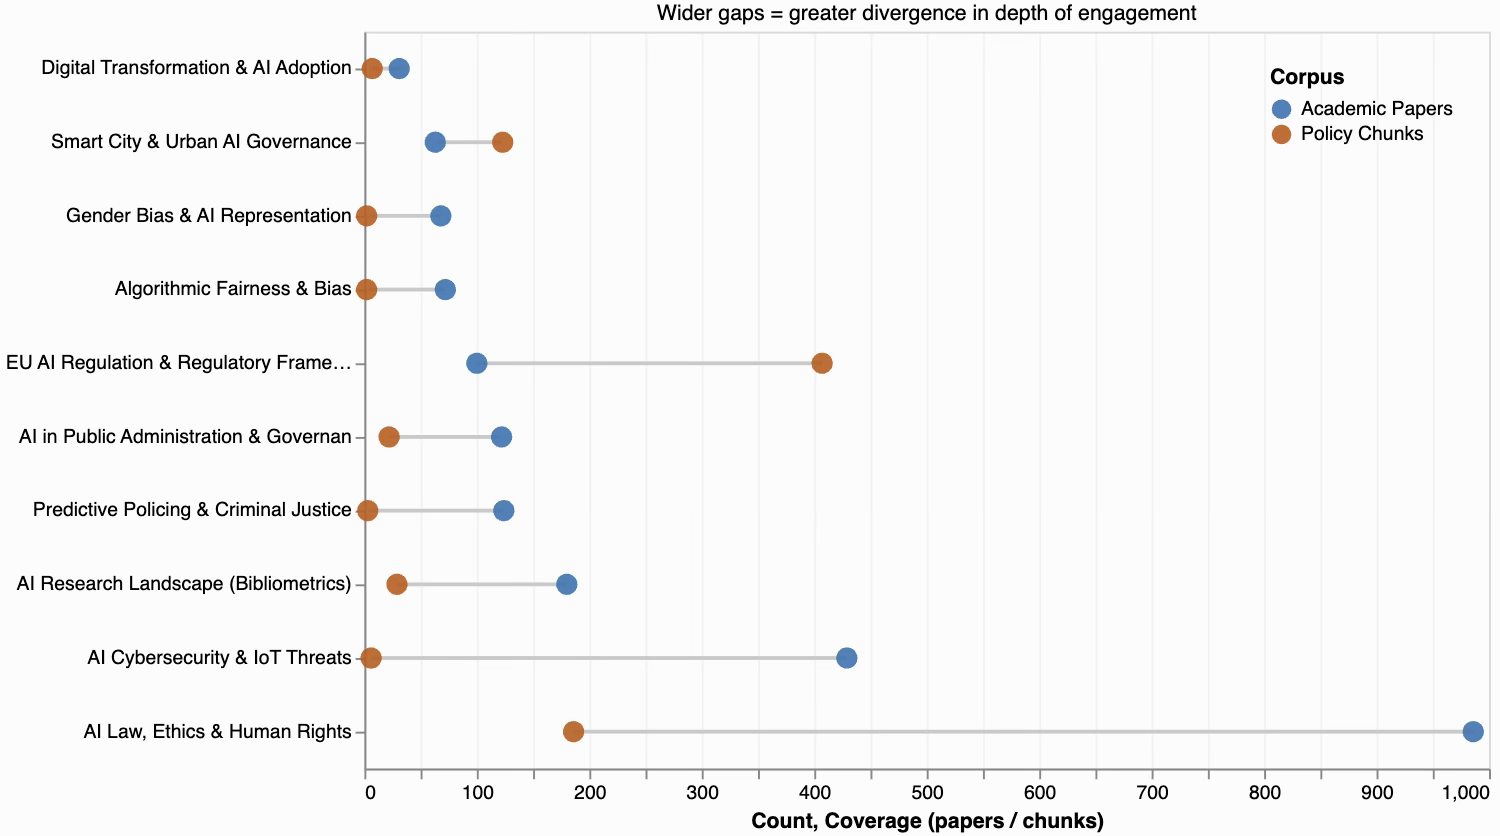 Wider gaps = greater divergence in depth of engagement
Digital Transformation & AI Adoption
Smart City & Urban AI Governance
Gender Bias & AI Representation
Algorithmic Fairness & Bias
EU AI Regulation & Regulatory Frame…
AI in Public Administration & Governan
Predictive Policing & Criminal Justice
AI Research Landscape (Bibliometrics)
AI Cybersecurity & IoT Threats
AI Law, Ethics & Human Rights
Corpus
Academic Papers
Policy Chunks
0 100 200 300 400 500 600 700 800 900 1,000
Count, Coverage (papers / chunks)